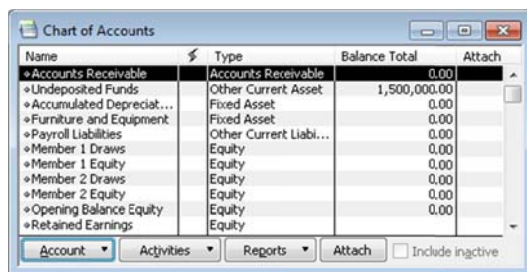 Chart of Accounts
Name Type Balance Total Attach
Accounts Receivable Accounts Receivable 0.00
Undeposited Funds Other Current Asset 1,500,000.00
Accumulated Depreciat... Fixed Asset 0.00
Furniture and Equipment Fixed Asset 0.00
Payroll Liabilities Other Current Liabi... 0.00
Member 1 Draws Equity 0.00
Member 1 Equity Equity 0.00
Member 2 Draws Equity 0.00
Member 2 Equity Equity 0.00
Opening Balance Equity Equity 0.00
Retained Earnings Equity
Account Activities Reports Attach Include inactive